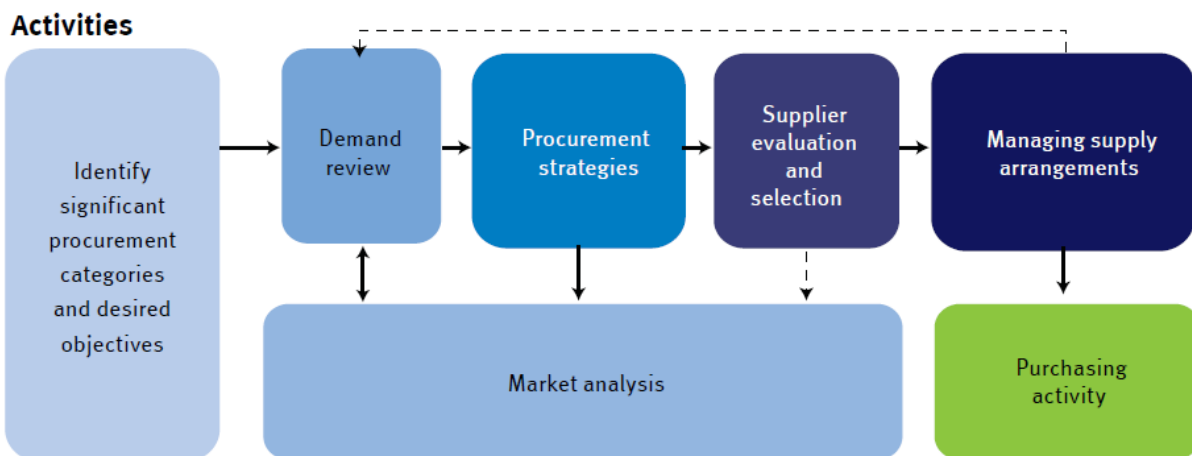 Activities
Identify
significant
procurement
categories
and desired
objectives
Demand
review
Procurement
strategies
Supplier
evaluation
and
selection
Managing supply
arrangements
Market analysis
Purchasing
activity